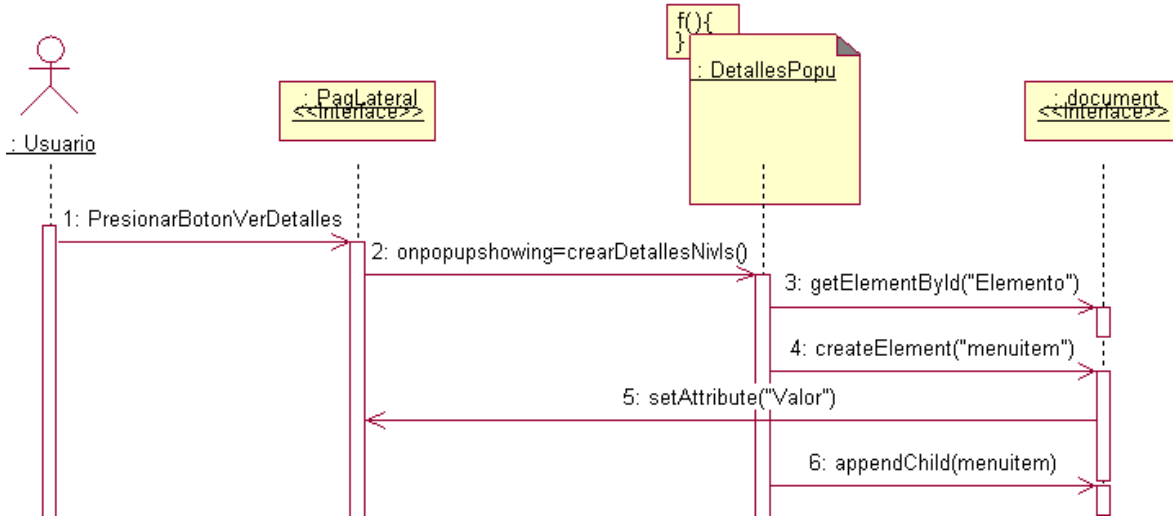 f(){
}
: DetallesPopu
: PagLateral
<<Interface>>
: document
<<Interface>>
: Usuario
1: PresionarBotonVerDetalles
2: onpopupshowing=crearDetallesNivls()
3: getElementById("Elemento")
4: createElement("menuitem")
5: setAttribute("Valor")
6: appendChild(menuitem)